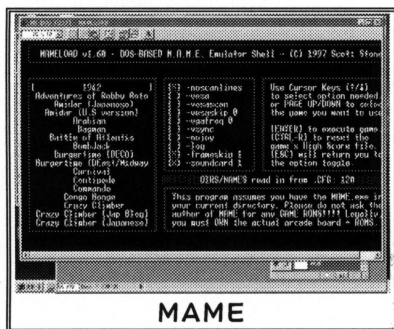 MAMELOAD v1.60 - DOS-BASED M.A.M.E. Emulator Shell - (C) 1997 Scott
[ 1942 ]
Adventures of Robby Roto
Amidar (Japanese)
Amidar (U.S version)
Arabian
Bagman
Battle of Atlantis
BombJack
Burgertime (DECO)
Burgertime (DEast/Midway
Carnival
Centipede
Commando
Congo Bongo
Crazy Climber
Crazy Climber (Jap Bleg)
Crazy Climber (Japanese)
-noscanlines
-vesa
-vesascan
-vesaskip 0
-vgafreq 0
-vsync
-nojoy
-log
-frameskip 1
-soundcard 1
Use Cursor Keys
to select option needed
or PAGE UP/DOWN to
the game you want to use
[ENTER] to execute game
[CTRL-R] to reset the
game's High Score file.
[ESC] will return you to
the option toggle.
DIRS/NAMES read in from .CFG: 120
This program assumes you have the MAME.exe in
your current directory. Please do not ask the
author of MAME for any GAME ROMS!!!! Legally
you must OWN the actual arcade board + ROMS.
MAME